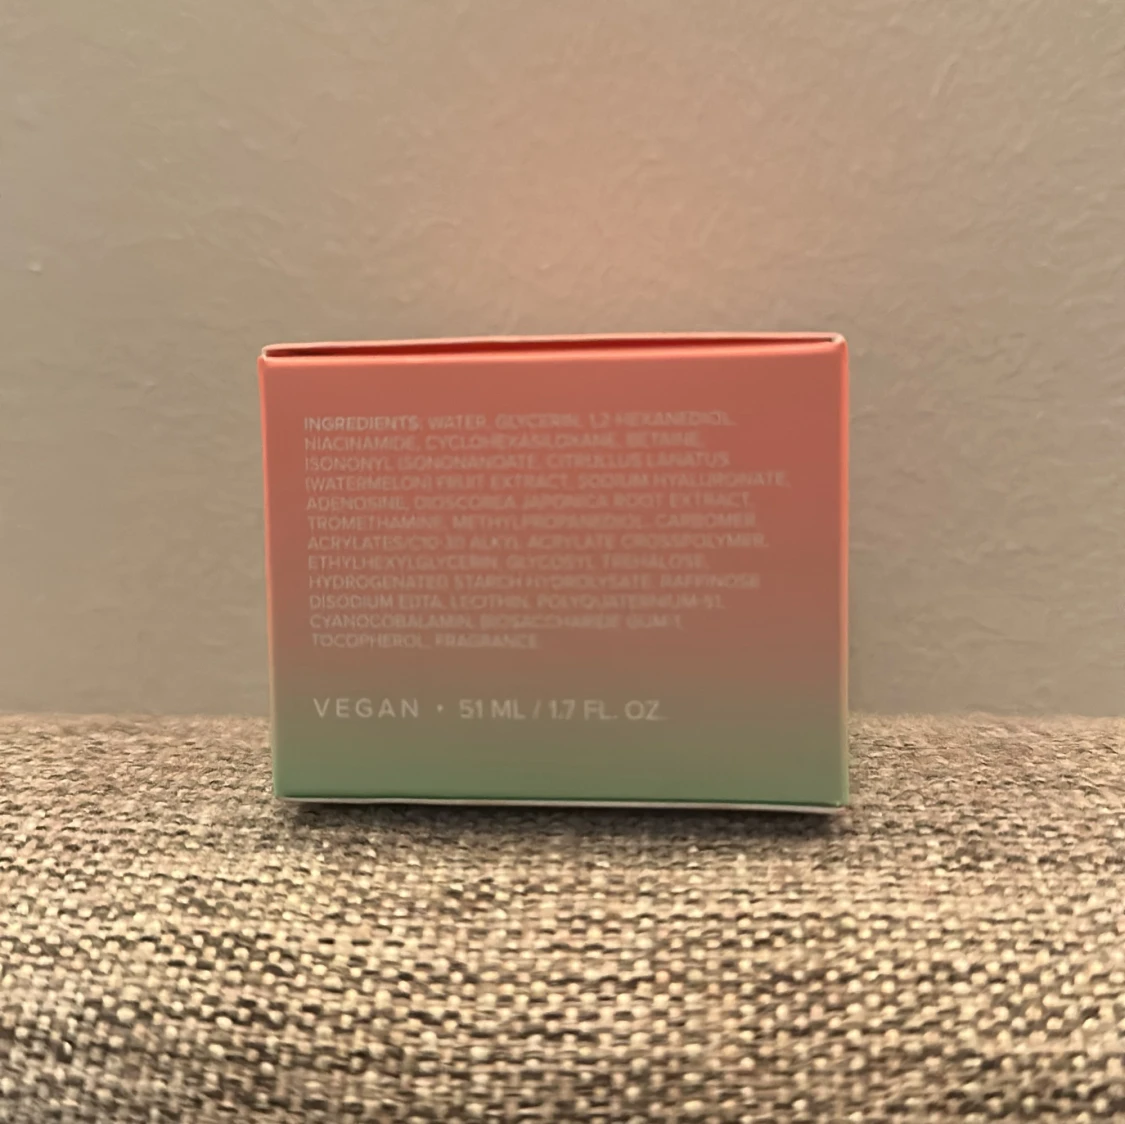 INGREDIENTS: WATER, GLYCERIN, 1,2-HEXANEDIOL,
NIACINAMIDE, CYCLOHEXASILOXANE, BETAINE,
ISONONYL ISONONANOATE, CITRULLUS LANATUS
(WATERMELON) FRUIT EXTRACT, SODIUM HYALURONATE,
ADENOSINE, DIOSCOREA JAPONICA ROOT EXTRACT,
TROMETHAMINE, METHYLPROPANEDIOL, CARBOMER,
ACRYLATES/C10-30 ALKYL ACRYLATE CROSSPOLYMER,
ETHYLHEXYLGLYCERIN, GLYCOSYL TREHALOSE,
HYDROGENATED STARCH HYDROLYSATE, RAFFINOSE
DISODIUM EDTA, LECITHIN, POLYQUATERNIUM-51,
CYANOCOBALAMIN, BIOSACCHARIDE GUM-1,
TOCOPHEROL, FRAGRANCE
VEGAN • 51 ML / 1.7 FL. OZ.